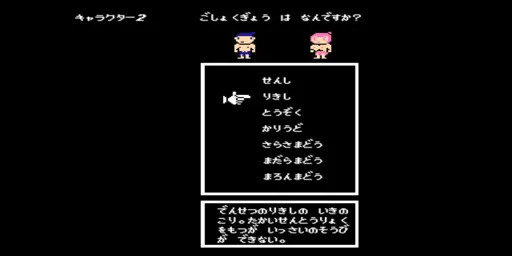 キャラクター2 ごしょくぎょう は なんですか?
せんし
りきし
とうぞく
かりうど
さらさまどう
まだらまどう
まろんまどう
でんせつのりきしの いきの
こり。たかいせんとうりょく
をもつが いっさいのそうび
が できない。